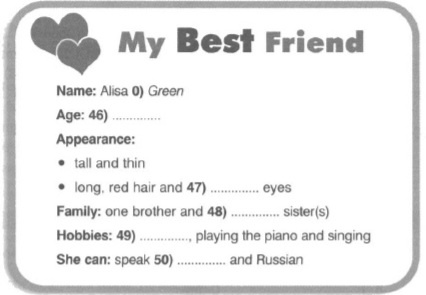 My Best Friend
Name: Alisa 0) Green
Age: 46) ..............
Appearance:
• tall and thin
• long, red hair and 47) .............. eyes
Family: one brother and 48) .............. sister(s)
Hobbies: 49) .............., playing the piano and singing
She can: speak 50) .............. and Russian